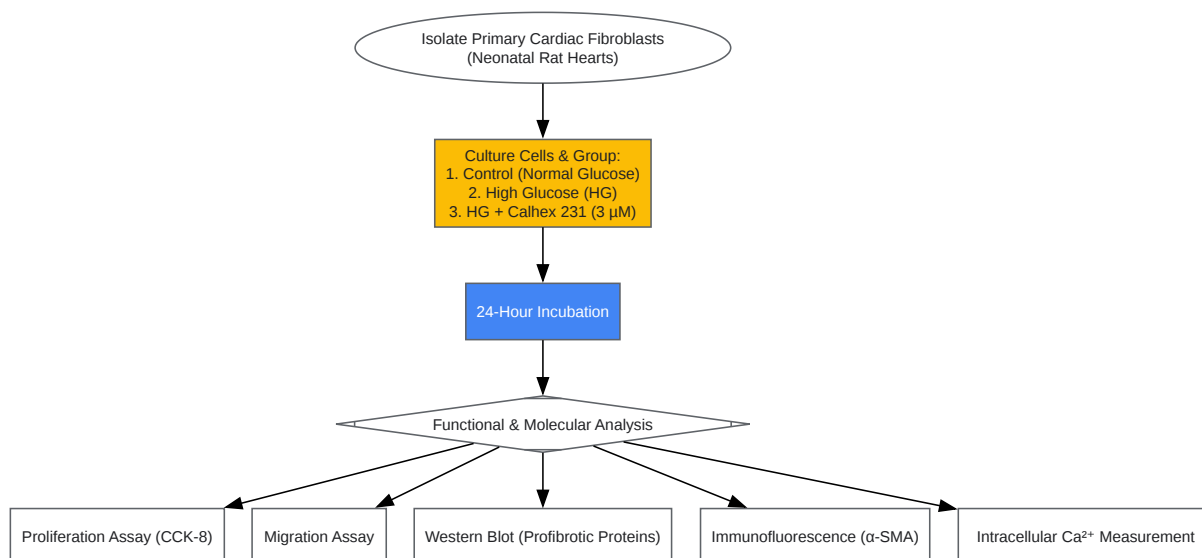 Isolate Primary Cardiac Fibroblasts
(Neonatal Rat Hearts)
Culture Cells & Group:
1. Control (Normal Glucose)
2. High Glucose (HG)
3. HG + Calhex 231 (3 µM)
24-Hour Incubation
Functional & Molecular Analysis
Proliferation Assay (CCK-8)
Migration Assay
Western Blot (Profibrotic Proteins)
Immunofluorescence (α-SMA)
Intracellular Ca²⁺ Measurement